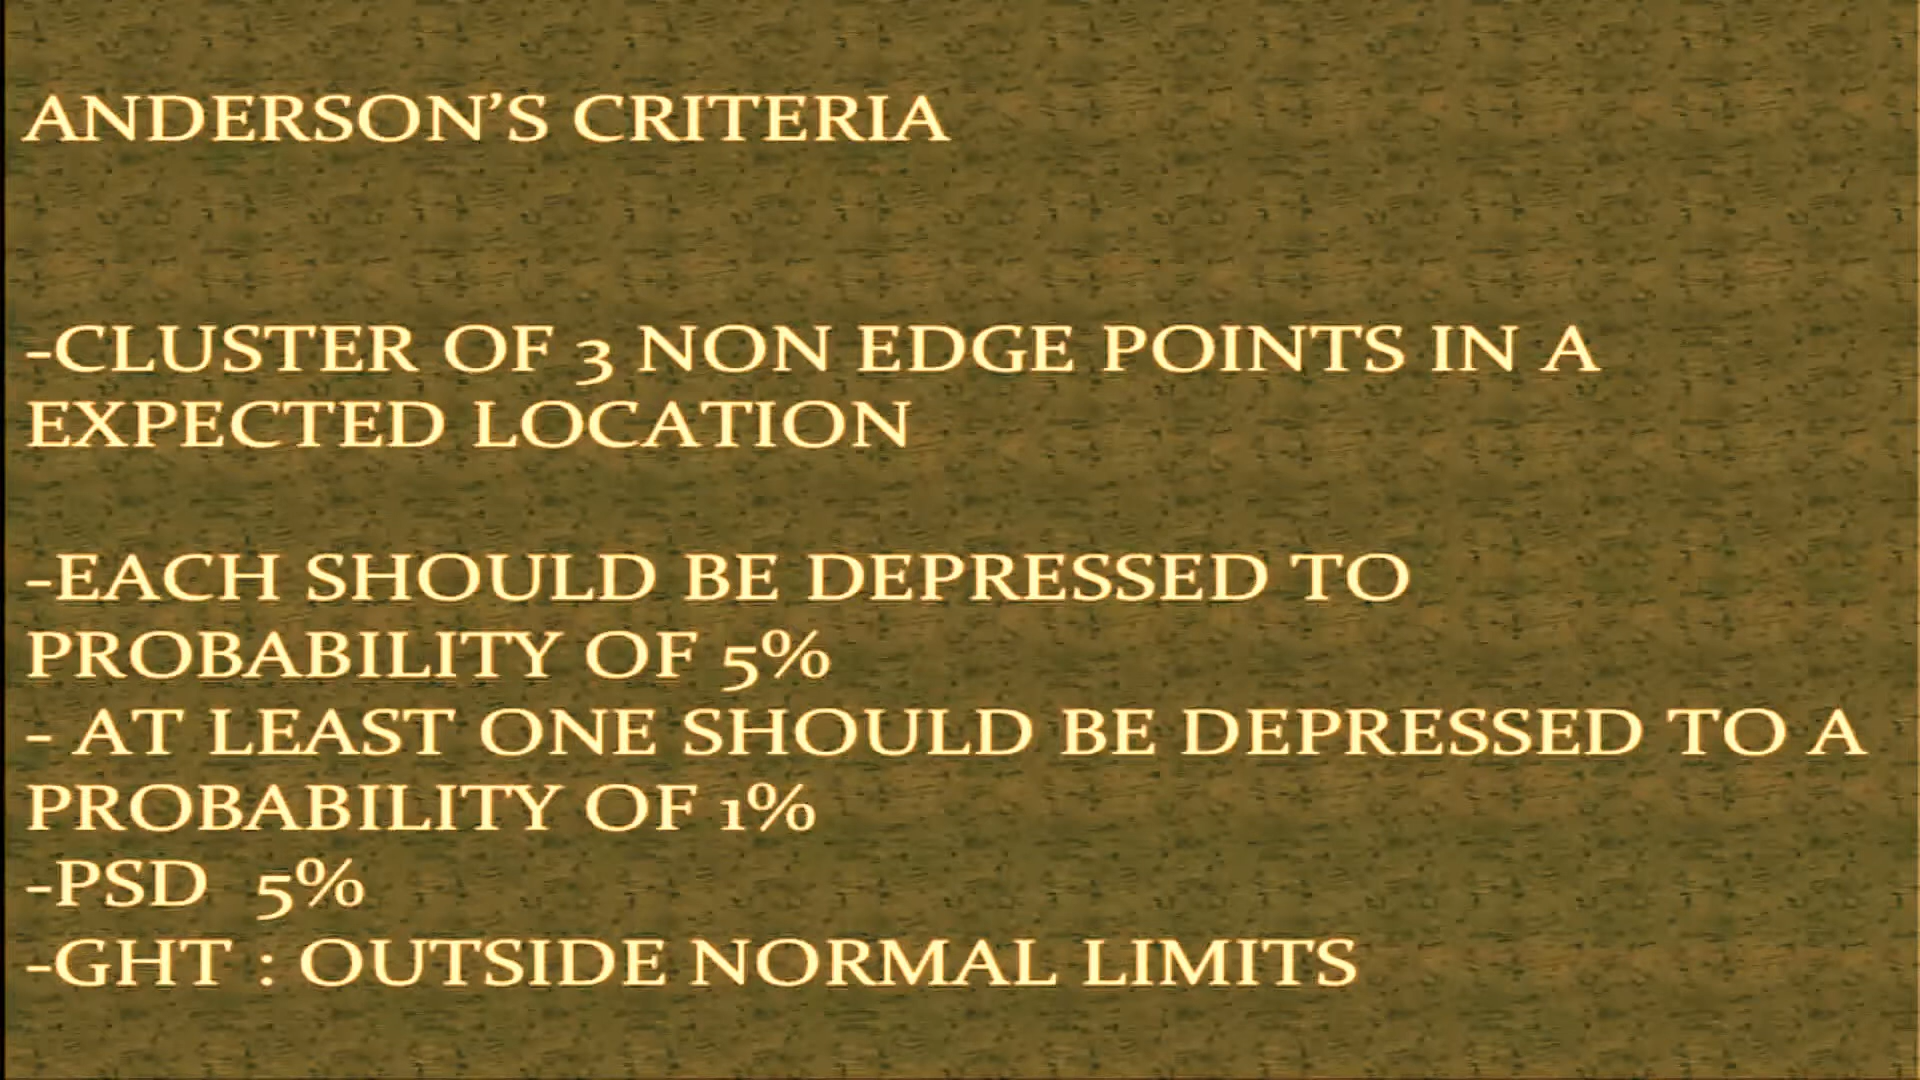 ANDERSON’S CRITERIA
-CLUSTER OF 3 NON EDGE POINTS IN A
EXPECTED LOCATION
-EACH SHOULD BE DEPRESSED TO
PROBABILITY OF 5%
- AT LEAST ONE SHOULD BE DEPRESSED TO A
PROBABILITY OF 1%
-PSD  5%
-GHT : OUTSIDE NORMAL LIMITS